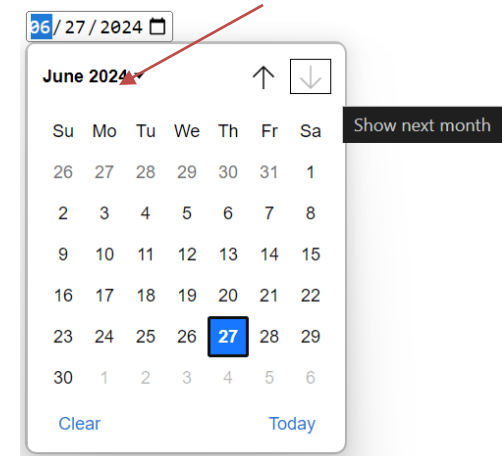 06/27/2024
June 2024
Show next month
Su Mo Tu We Th Fr Sa
26 27 28 29 30 31 1
2 3 4 5 6 7 8
9 10 11 12 13 14 15
16 17 18 19 20 21 22
23 24 25 26 27 28 29
30 1 2 3 4 5 6
Clear Today